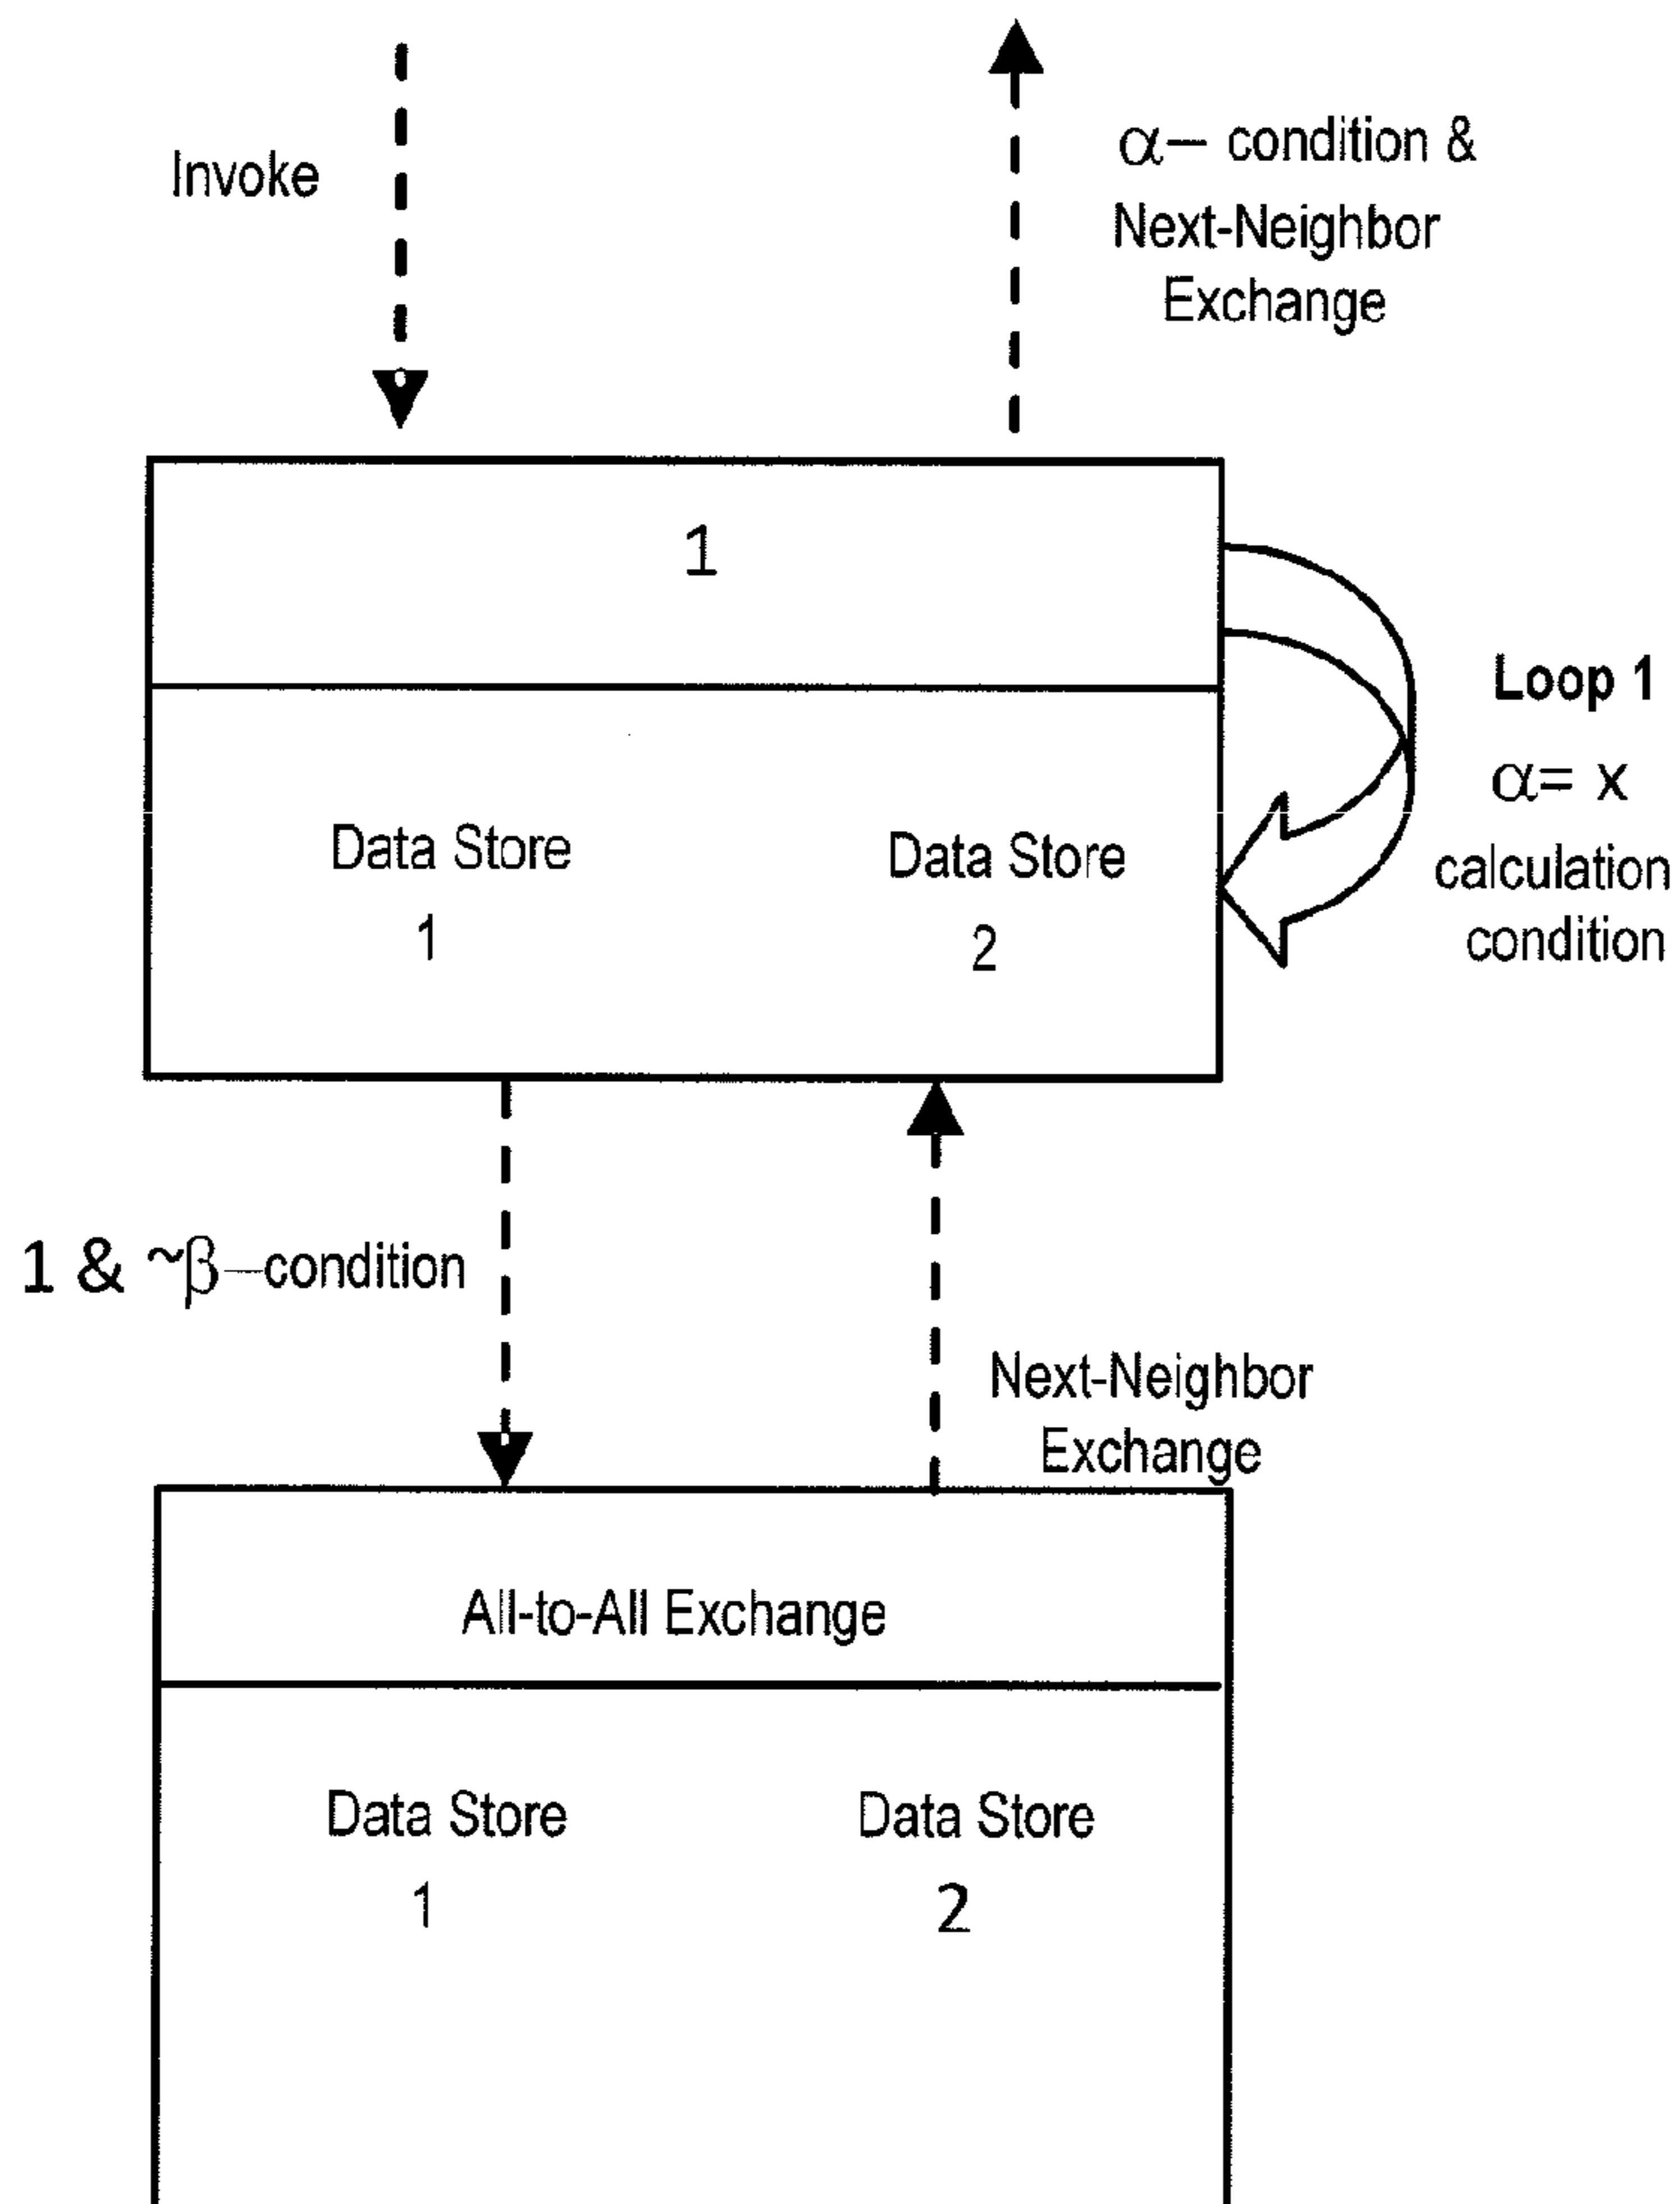 Invoke
α– condition &
Next-Neighbor
Exchange
1
Loop 1
α= x
calculation
condition
Data Store
1
Data Store
2
1 & ~β–condition
Next-Neighbor
Exchange
All-to-All Exchange
Data Store
1
Data Store
2